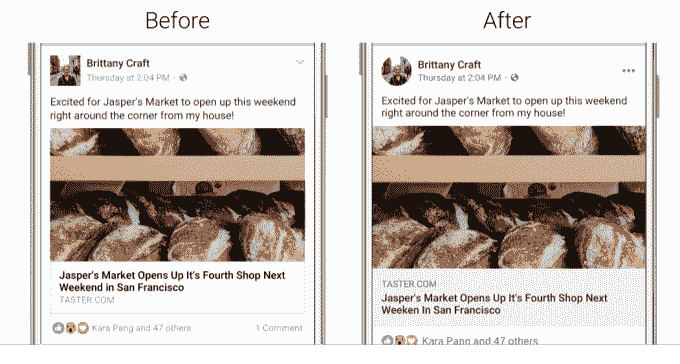 Before
Brittany Craft
Thursday at 2:04 PM ·
Excited for Jasper's Market to open up this weekend
right around the corner from my house!
Jasper's Market Opens Up It's Fourth Shop Next
Weekend in San Francisco
TASTER.COM
Kara Pang and 47 others
1 Comment
After
Brittany Craft
Thursday at 2:04 PM ·
Excited for Jasper's Market to open up this weekend
right around the corner from my house!
TASTER.COM
Jasper's Market Opens Up It's Fourth Shop Next
Weeken In San Francisco
Kara Pang and 47 others